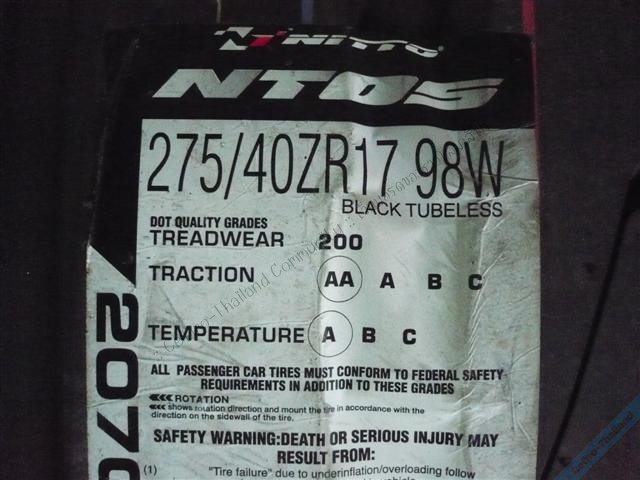 NITTO
NT05
275/40ZR17 98W
BLACK TUBELESS
DOT QUALITY GRADES
TREADWEAR 200
TRACTION AA A B C
TEMPERATURE A B C
ALL PASSENGER CAR TIRES MUST CONFORM TO FEDERAL SAFETY
REQUIREMENTS IN ADDITION TO THESE GRADES
ROTATION
shows rotation direction and mount the tire in accordance with the
direction on the sidewall of the tire.
SAFETY WARNING:DEATH OR SERIOUS INJURY MAY
RESULT FROM:
(1) "Tire failure" due to underinflation/overloading follow
2070